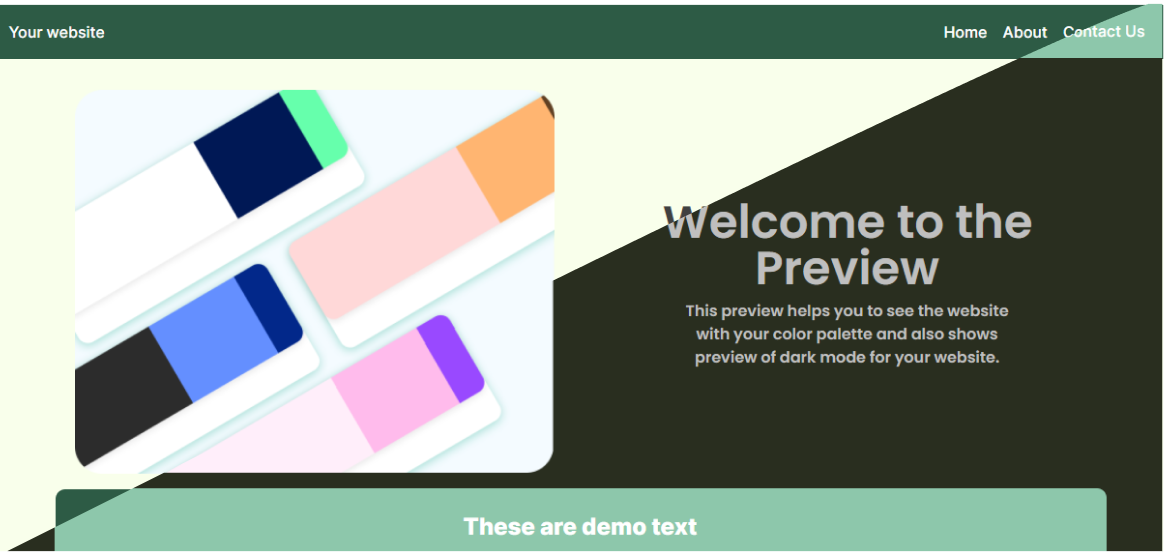 Your website
Home About Contact Us
Welcome to the
Preview
This preview helps you to see the website
with your color palette and also shows
preview of dark mode for your website.
These are demo text